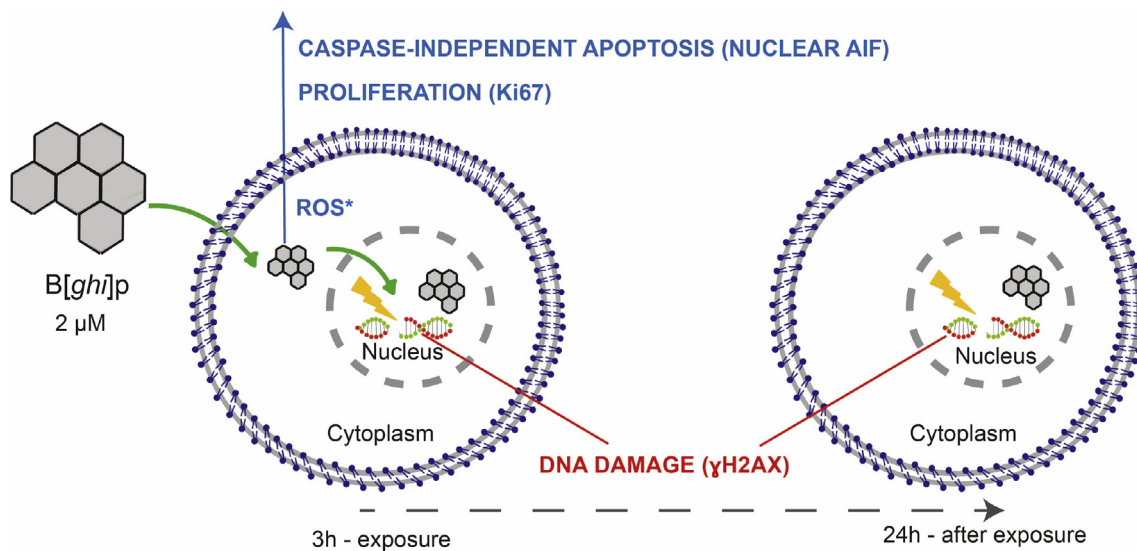 CASPASE-INDEPENDENT APOPTOSIS (NUCLEAR AIF)
PROLIFERATION (Ki67)
ROS*
B[ghi]p
2 µM
Nucleus
Nucleus
Cytoplasm
Cytoplasm
DNA DAMAGE (ɣH2AX)
3h - exposure
24h - after exposure